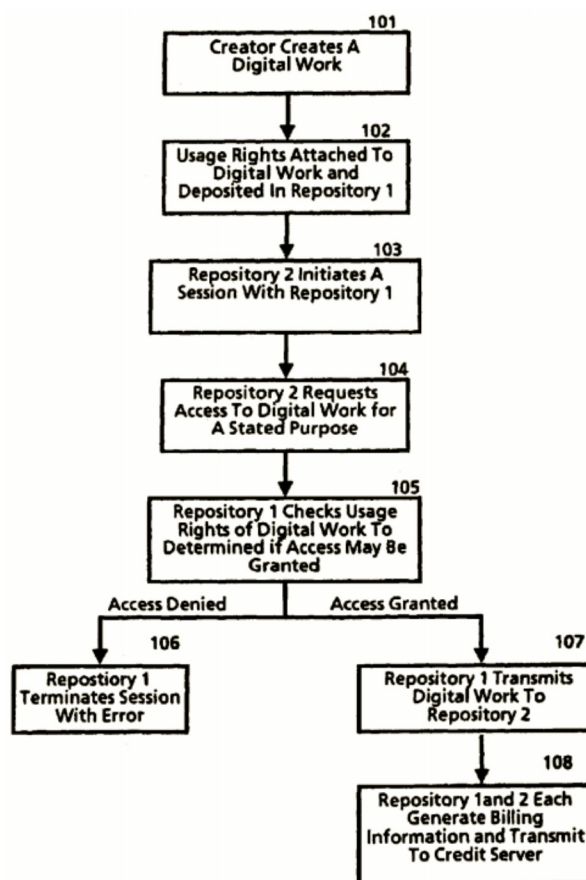 101
Creator Creates A
Digital Work
102
Usage Rights Attached To
Digital Work and
Deposited In Repository 1
103
Repository 2 Initiates A
Session With Repository 1
104
Repository 2 Requests
Access To Digital Work for
A Stated Purpose
105
Repository 1 Checks Usage
Rights of Digital Work To
Determined if Access May Be
Granted
Access Denied
Access Granted
106
Repostiory 1
Terminates Session
With Error
107
Repository 1 Transmits
Digital Work To
Repository 2
108
Repository 1and 2 Each
Generate Billing
Information and Transmit
To Credit Server